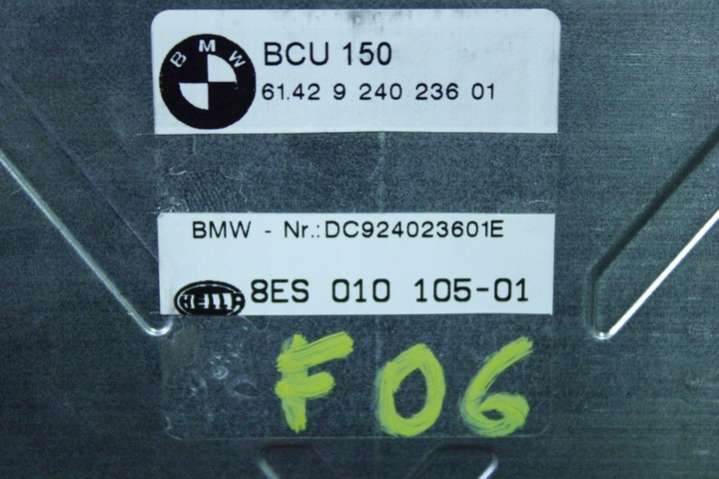 BMW
BCU 150
61.42 9 240 236 01
BMW - Nr.:DC924023601E
HELLA
8ES 010 105-01
F06